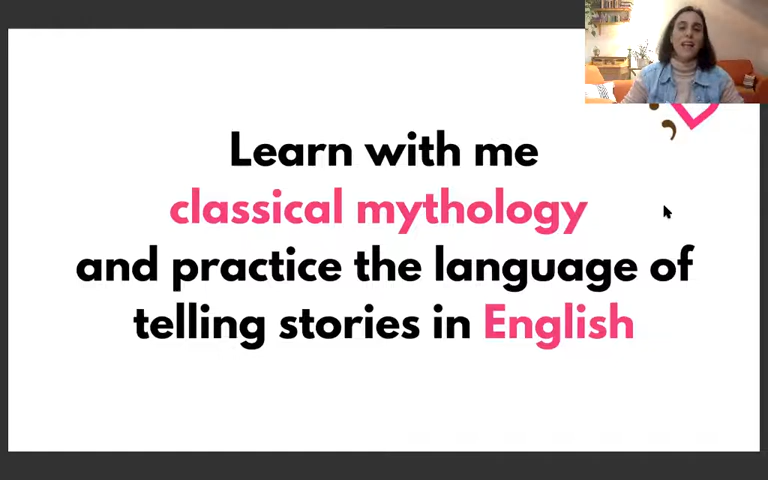 Learn with me
classical mythology
and practice the language of
telling stories in English